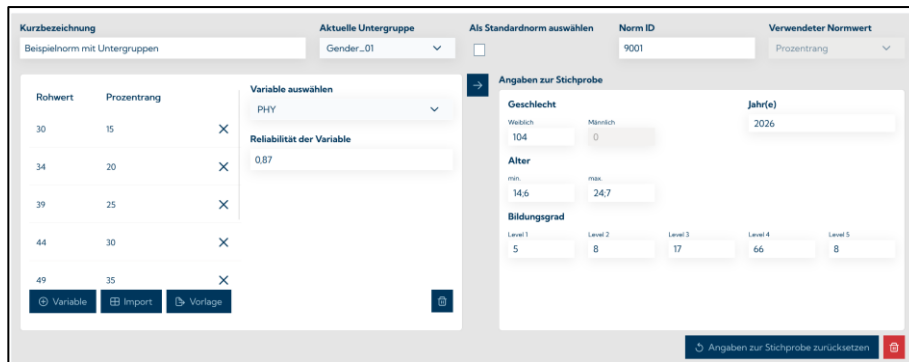 Kurzbezeichnung
Aktuelle Untergruppe
Als Standardnorm auswählen
Norm ID
Verwendeter Normwert
Beispielnorm mit Untergruppen
Gender_01
9001
Prozentrang
Rohwert Prozentrang
30 15
34 20
39 25
44 30
49 35
Variable auswählen
PHY
Reliabilität der Variable
0,87
Variable
Import
Vorlage
Angaben zur Stichprobe
Geschlecht
Jahr(e)
Weiblich Männlich
104 0
2026
Alter
min. max.
14;6 24;7
Bildungsgrad
Level 1 Level 2 Level 3 Level 4 Level 5
5 8 17 66 8
Angaben zur Stichprobe zurücksetzen